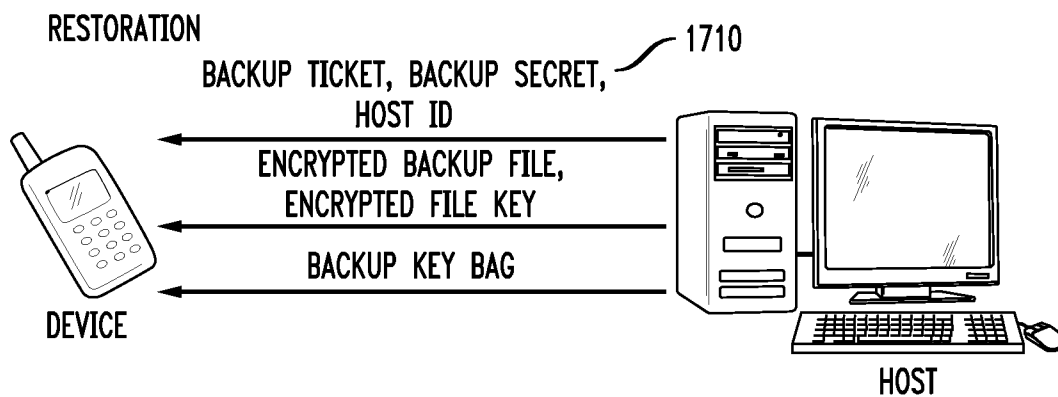 RESTORATION
1710
BACKUP TICKET, BACKUP SECRET,
HOST ID
ENCRYPTED BACKUP FILE,
ENCRYPTED FILE KEY
BACKUP KEY BAG
DEVICE
HOST